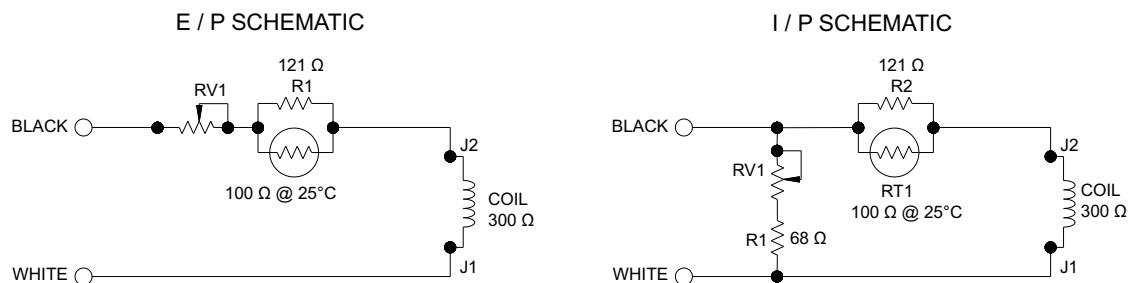 E / P SCHEMATIC
121 Ω
R1
RV1
BLACK
J2
100 Ω @ 25°C
COIL
300 Ω
WHITE
J1
I / P SCHEMATIC
121 Ω
R2
BLACK
J2
RV1
RT1
100 Ω @ 25°C
COIL
300 Ω
R1
68 Ω
WHITE
J1